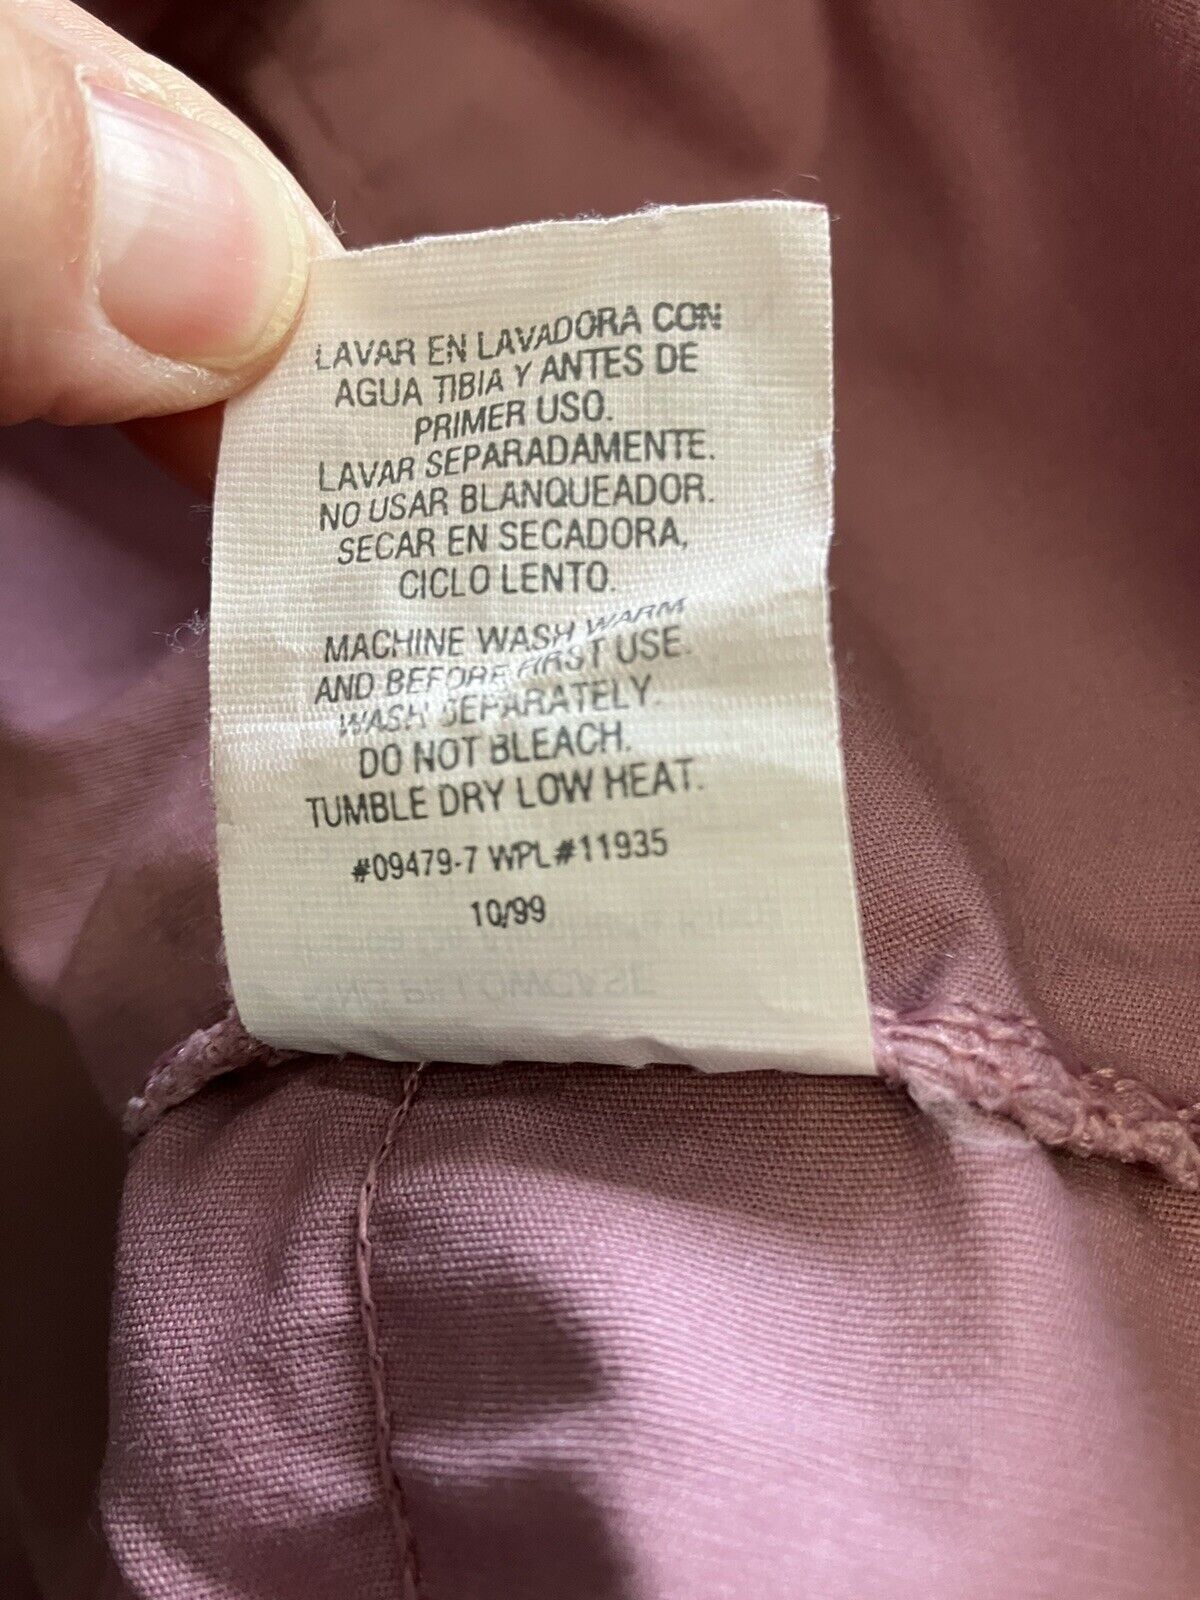 LAVAR EN LAVADORA CON
AGUA TIBIA Y ANTES DE
PRIMER USO.
LAVAR SEPARADAMENTE.
NO USAR BLANQUEADOR.
SECAR EN SECADORA,
CICLO LENTO.
MACHINE WASH WARM
AND BEFORE FIRST USE.
WASH SEPARATELY.
DO NOT BLEACH.
TUMBLE DRY LOW HEAT.
#09479-7 WPL#11935
10/99
KING PILLOWCASE